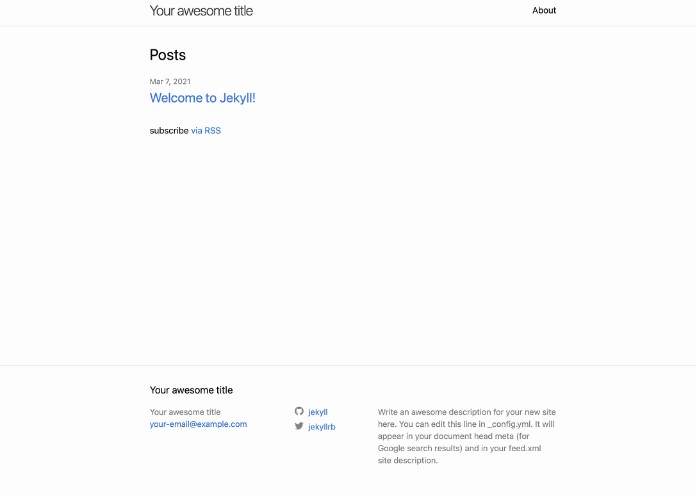 Your awesome title
About
Posts
Mar 7, 2021
Welcome to Jekyll!
subscribe via RSS
Your awesome title
Your awesome title
your-email@example.com
jekyll
jekyllrb
Write an awesome description for your new site
here. You can edit this line in _config.yml. It will
appear in your document head meta (for
Google search results) and in your feed.xml
site description.